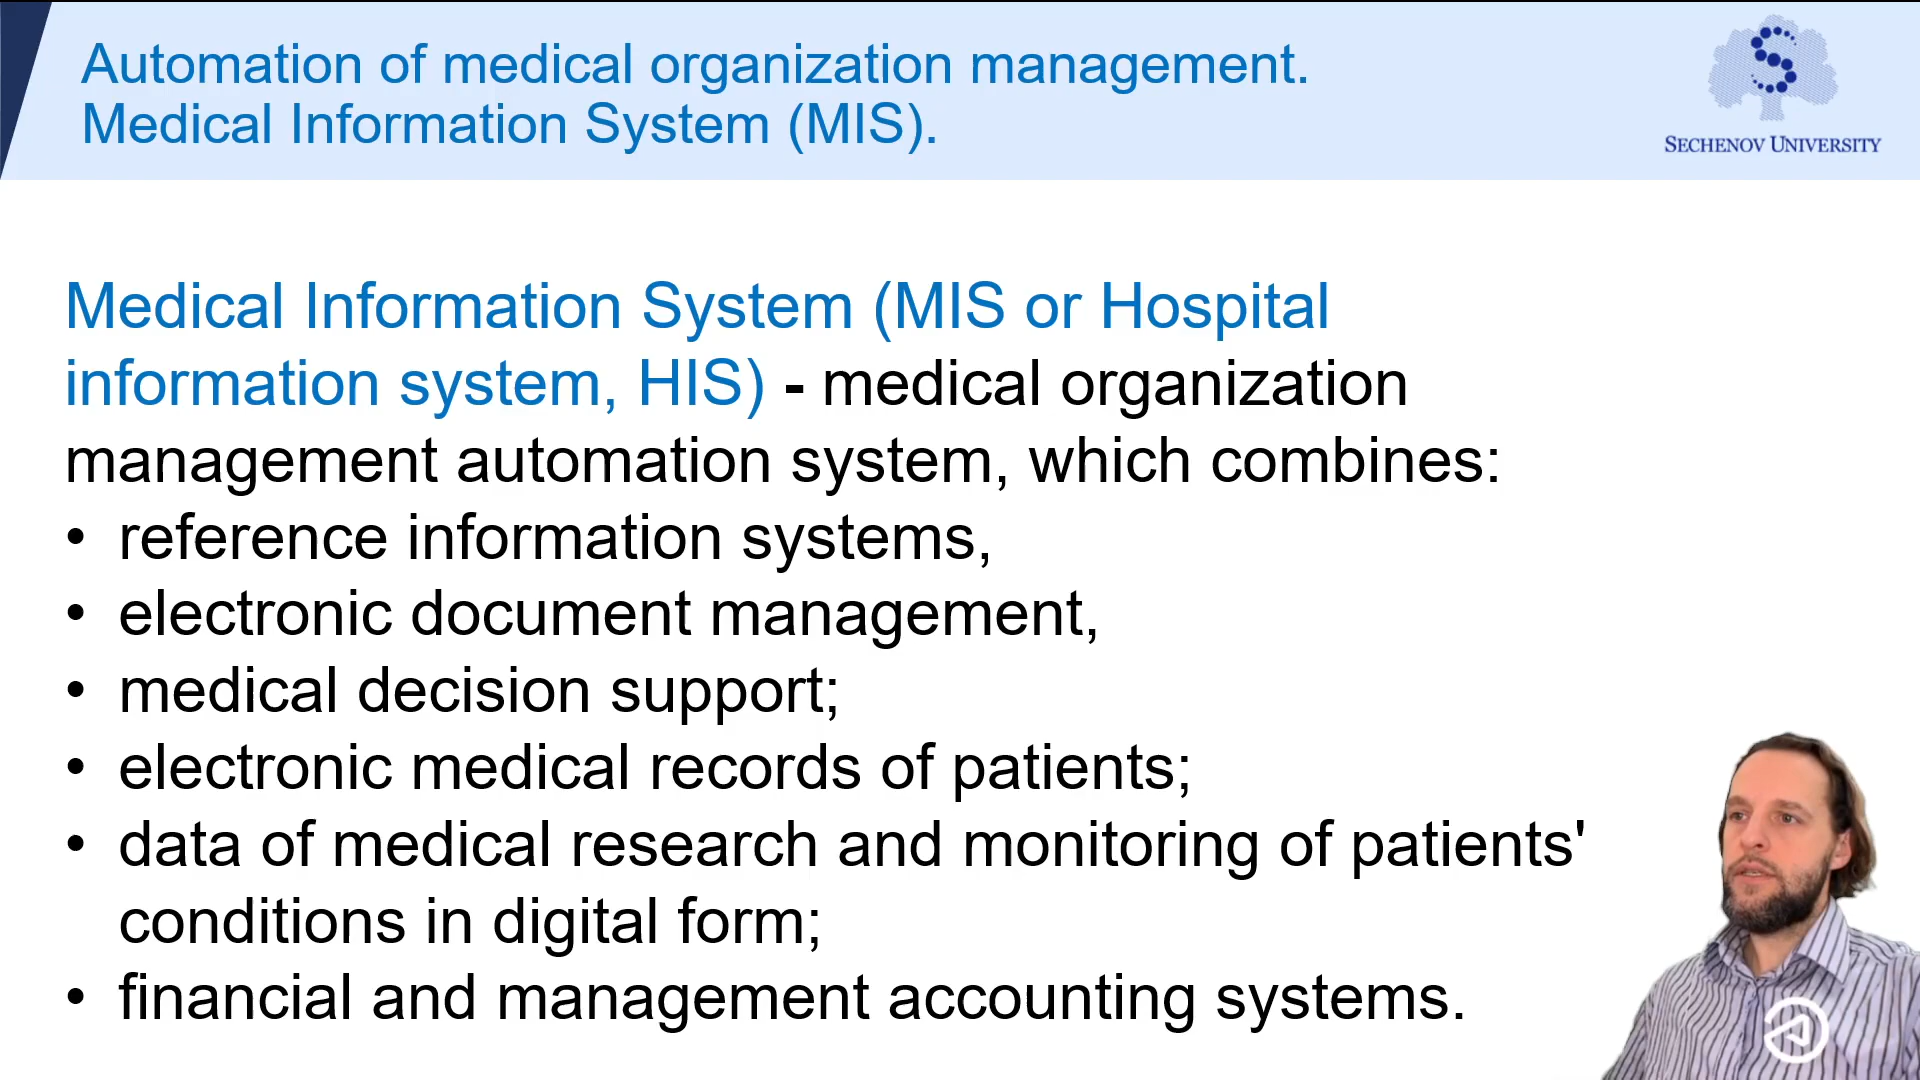 Automation of medical organization management.
Medical Information System (MIS).
SECHENOV UNIVERSITY
Medical Information System (MIS or Hospital
information system, HIS) - medical organization
management automation system, which combines:
• reference information systems,
• electronic document management,
• medical decision support;
• electronic medical records of patients;
• data of medical research and monitoring of patients'
conditions in digital form;
• financial and management accounting systems.